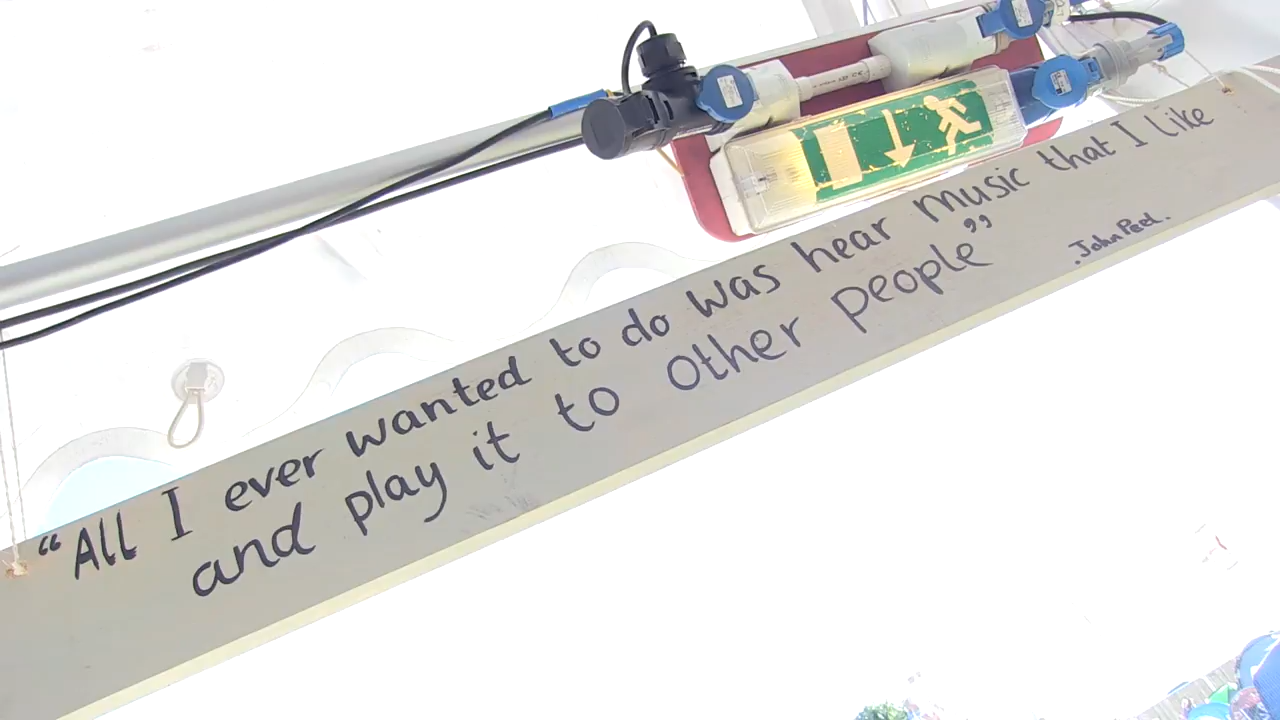 “All I ever wanted to do was hear music that I like
and play it to other people”
. John Peel.